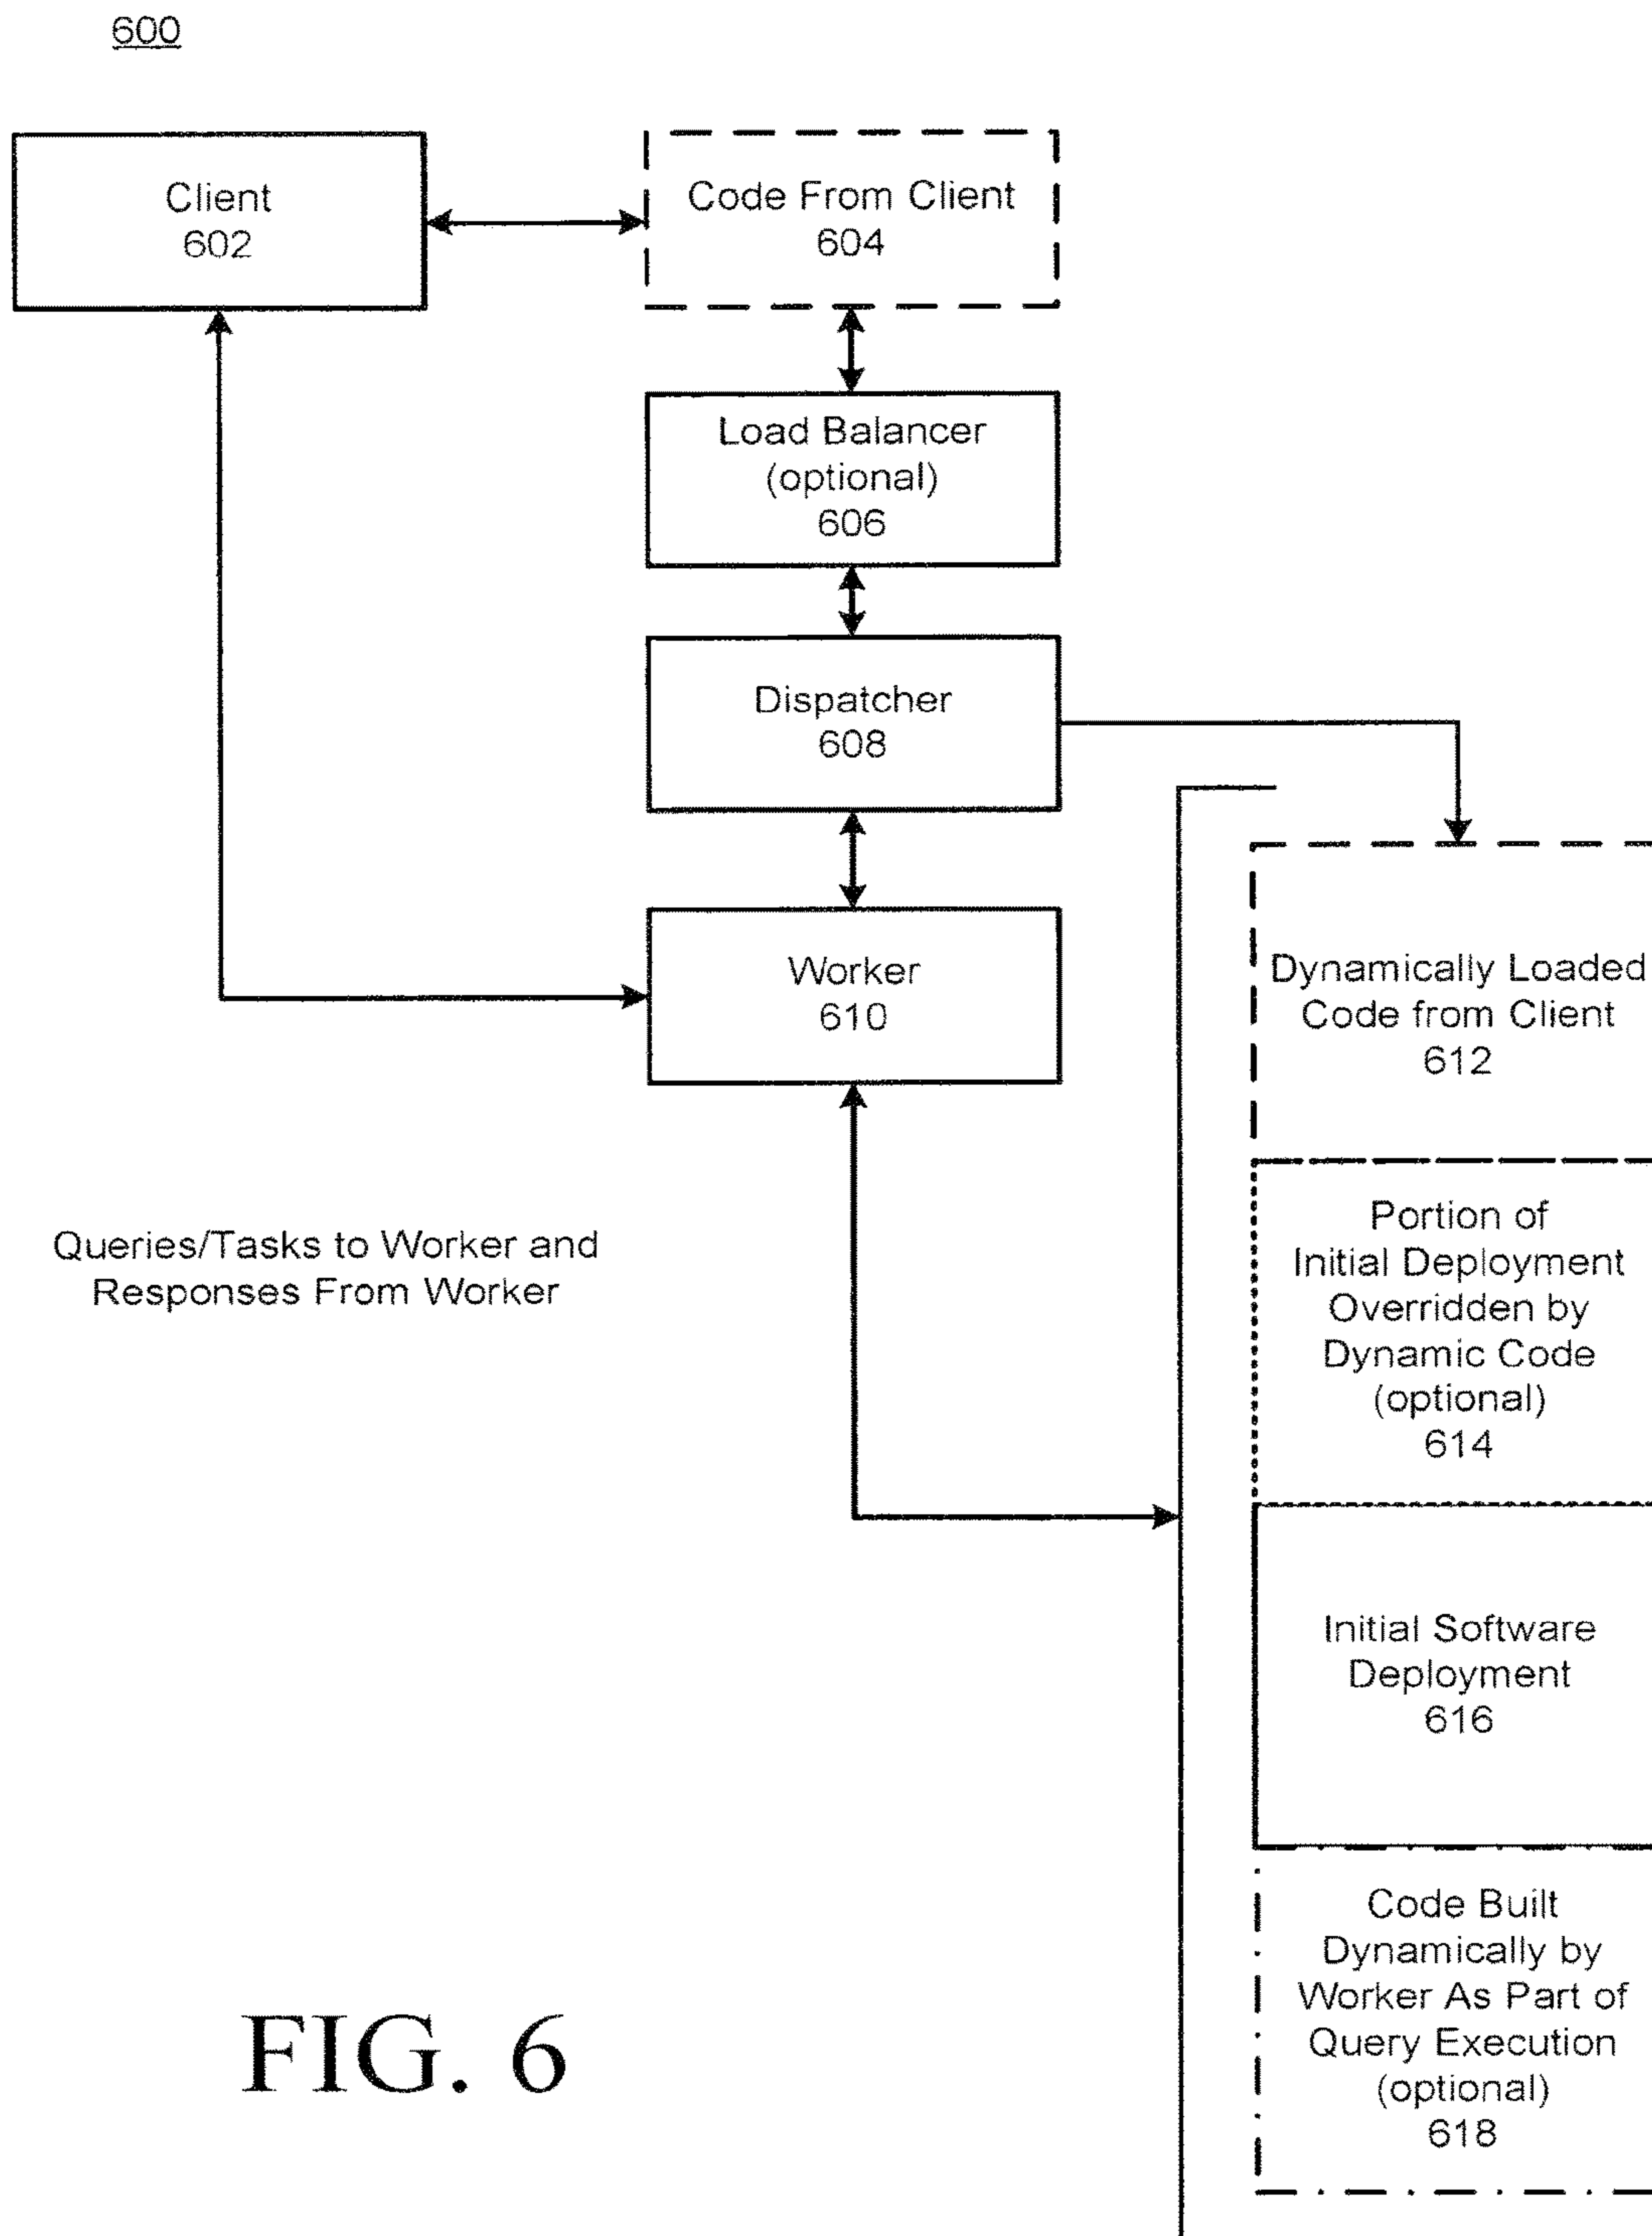 600
Client
602
Code From Client
604
Load Balancer
(optional)
606
Dispatcher
608
Worker
610
Dynamically Loaded
Code from Client
612
Queries/Tasks to Worker and
Responses From Worker
Portion of
Initial Deployment
Overridden by
Dynamic Code
(optional)
614
Initial Software
Deployment
616
Code Built
Dynamically by
Worker As Part of
Query Execution
(optional)
618
FIG. 6